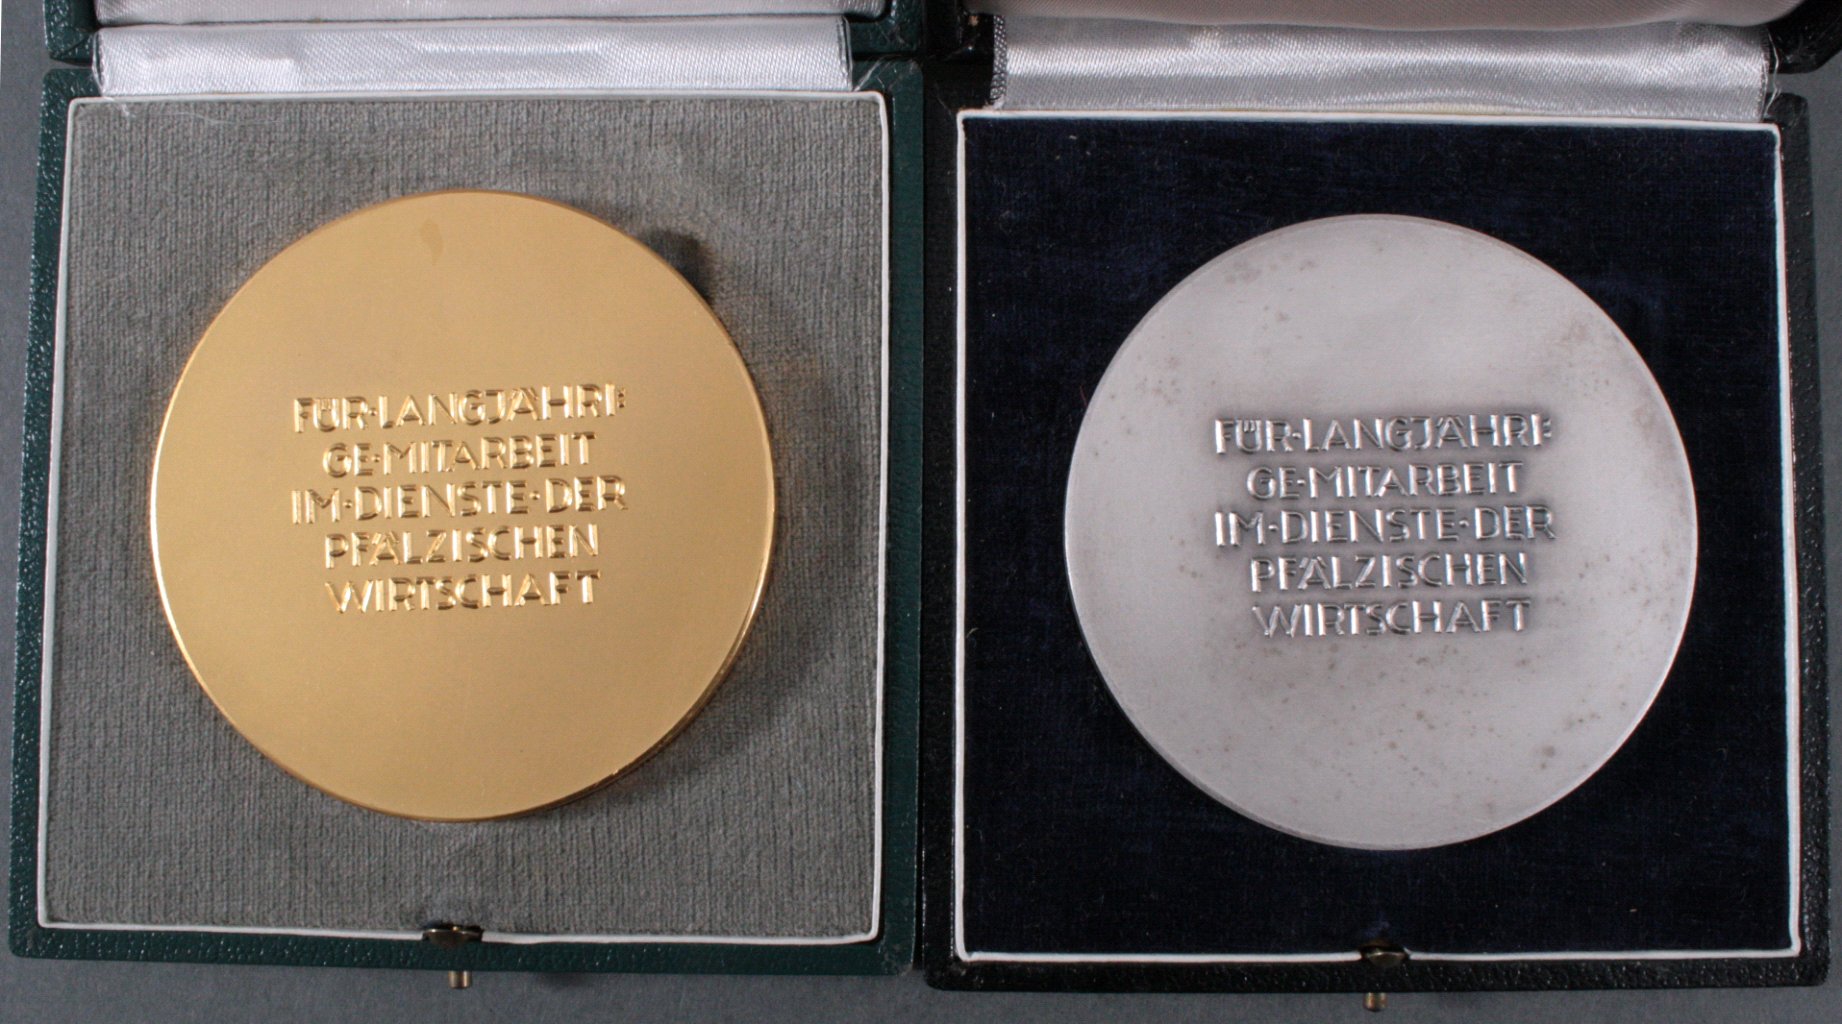 FÜR·LANGJÄHRI:
GE·MITARBEIT
IM·DIENSTE·DER
PFÄLZISCHEN
WIRTSCHAFT
FÜR·LANGJÄHRI:
GE·MITARBEIT
IM·DIENSTE·DER
PFÄLZISCHEN
WIRTSCHAFT